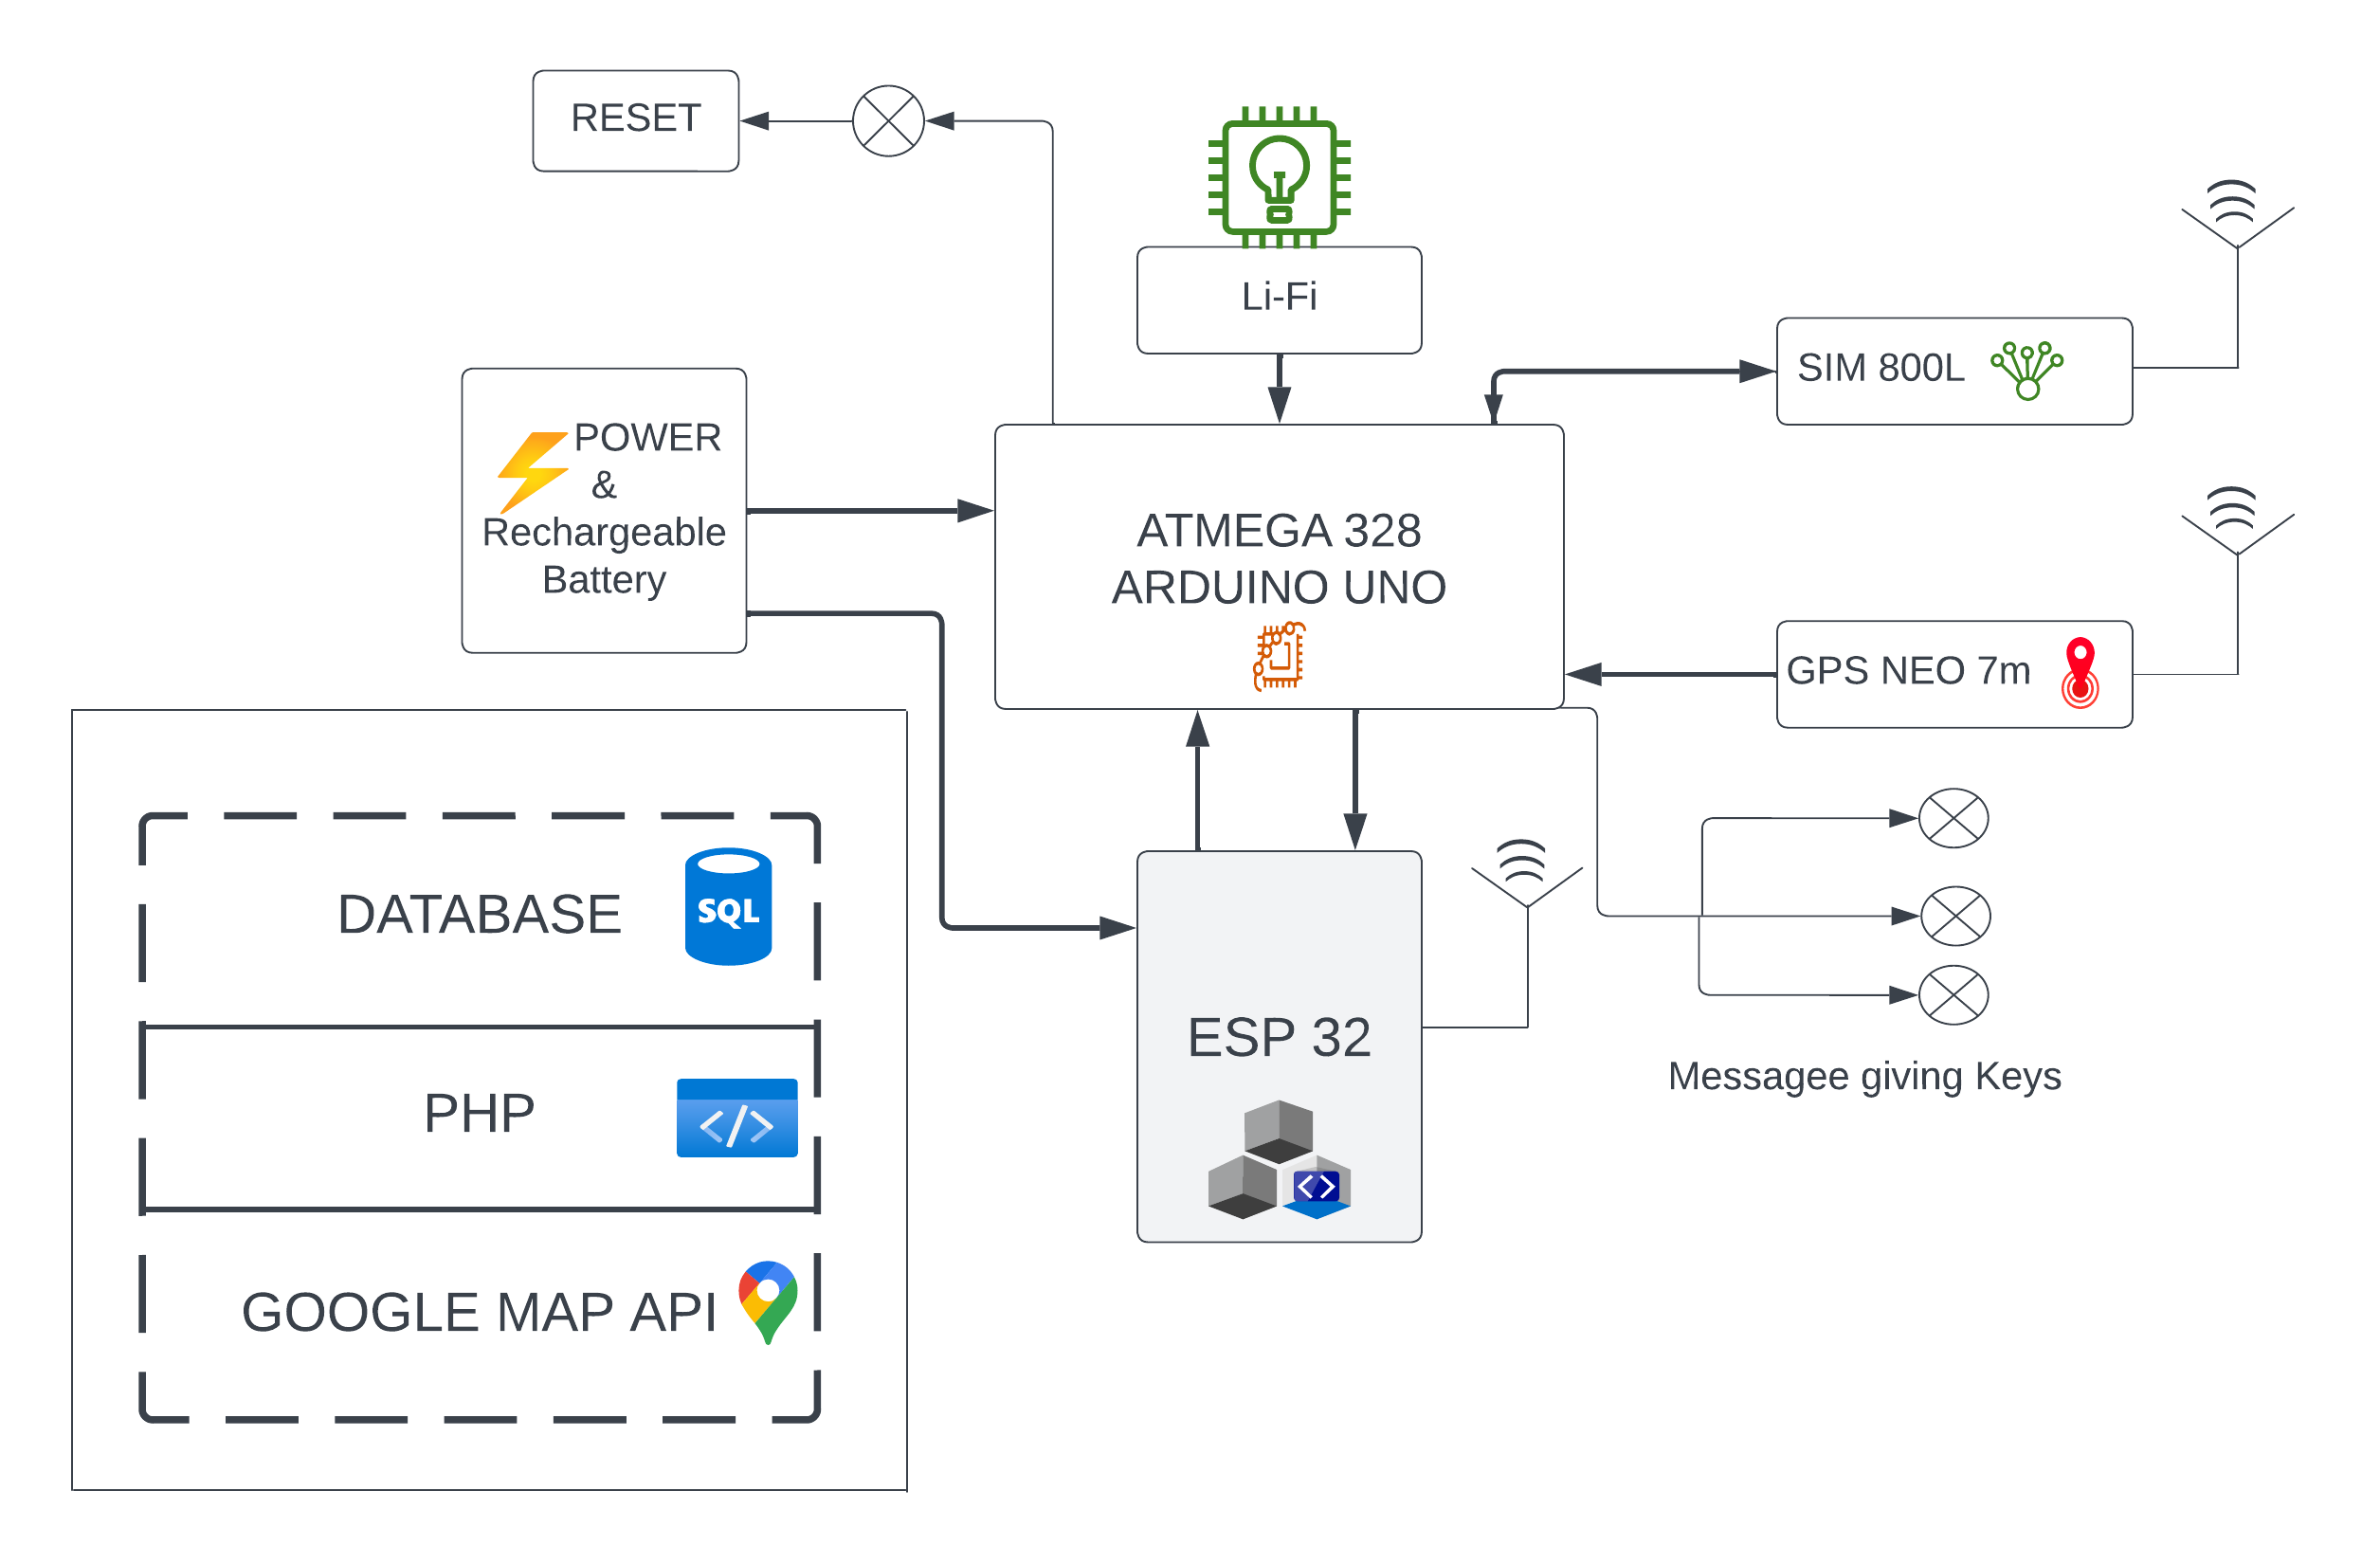 RESET
Li-Fi
SIM 800L
POWER
&
Rechargeable
Battery
ATMEGA 328
ARDUINO UNO
GPS NEO 7m
DATABASE
SQL
PHP
</>
GOOGLE MAP API
ESP 32
<>
Messagee giving Keys